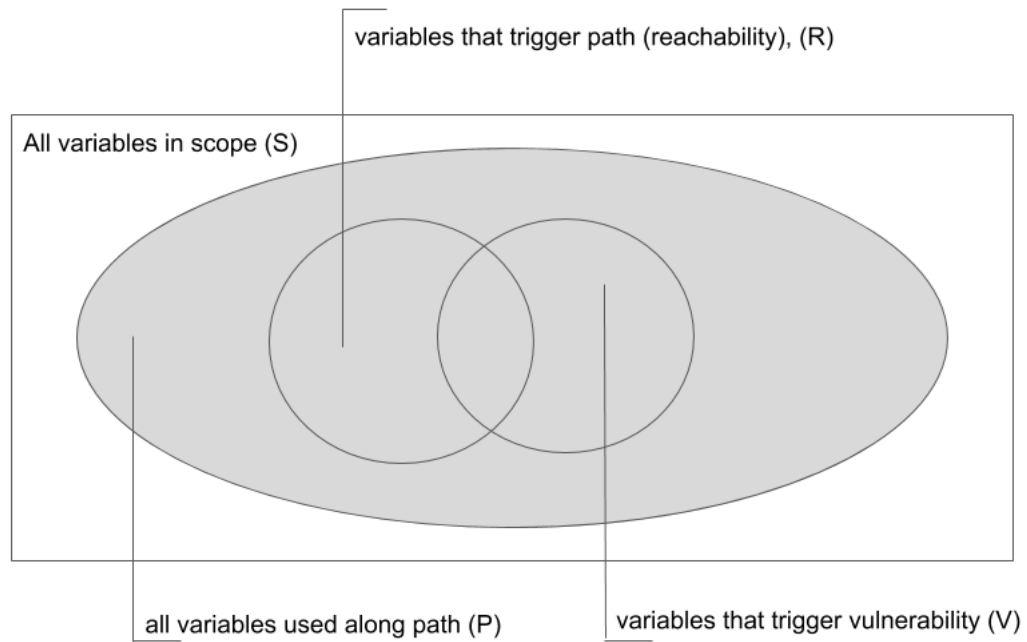 variables that trigger path (reachability), (R)
All variables in scope (S)
all variables used along path (P)
variables that trigger vulnerability (V)